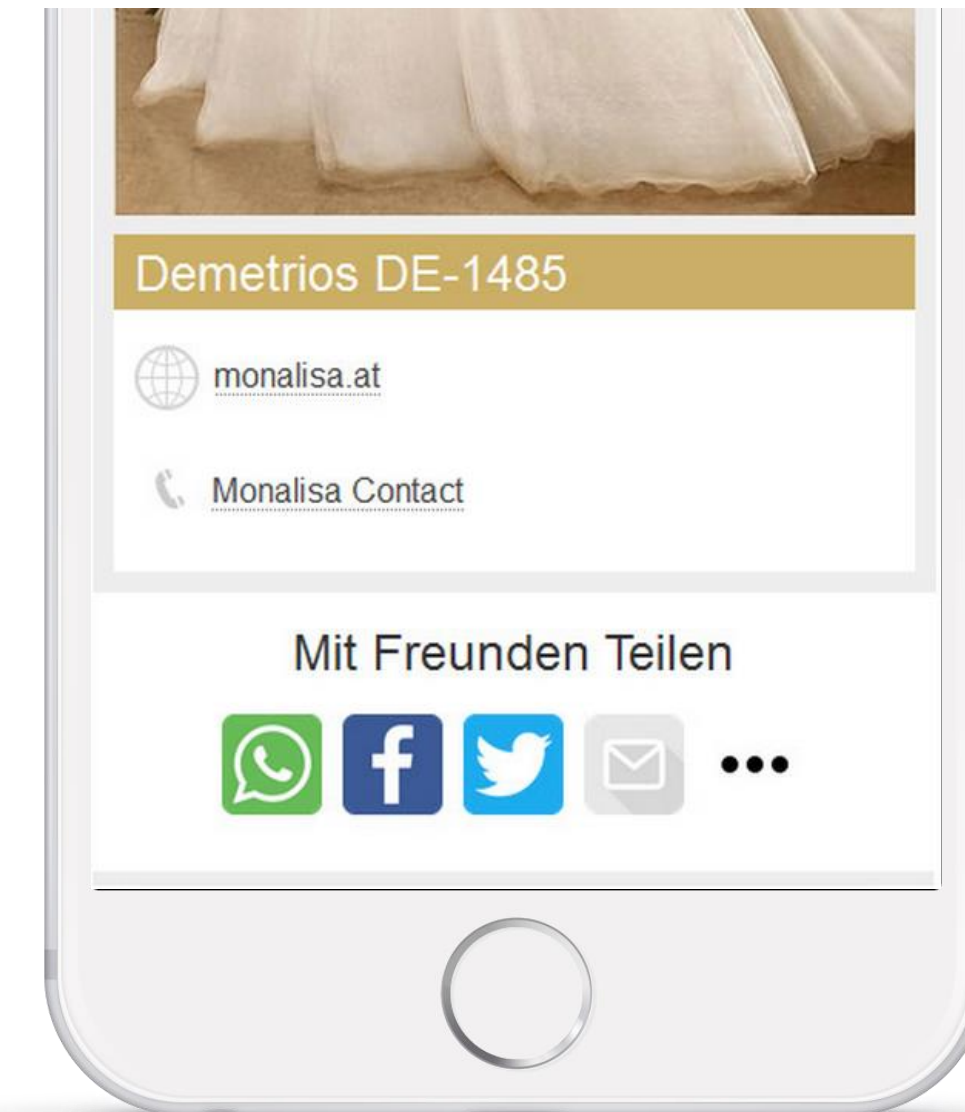 Demetrios DE-1485
monalisa.at
Monalisa Contact
Mit Freunden Teilen